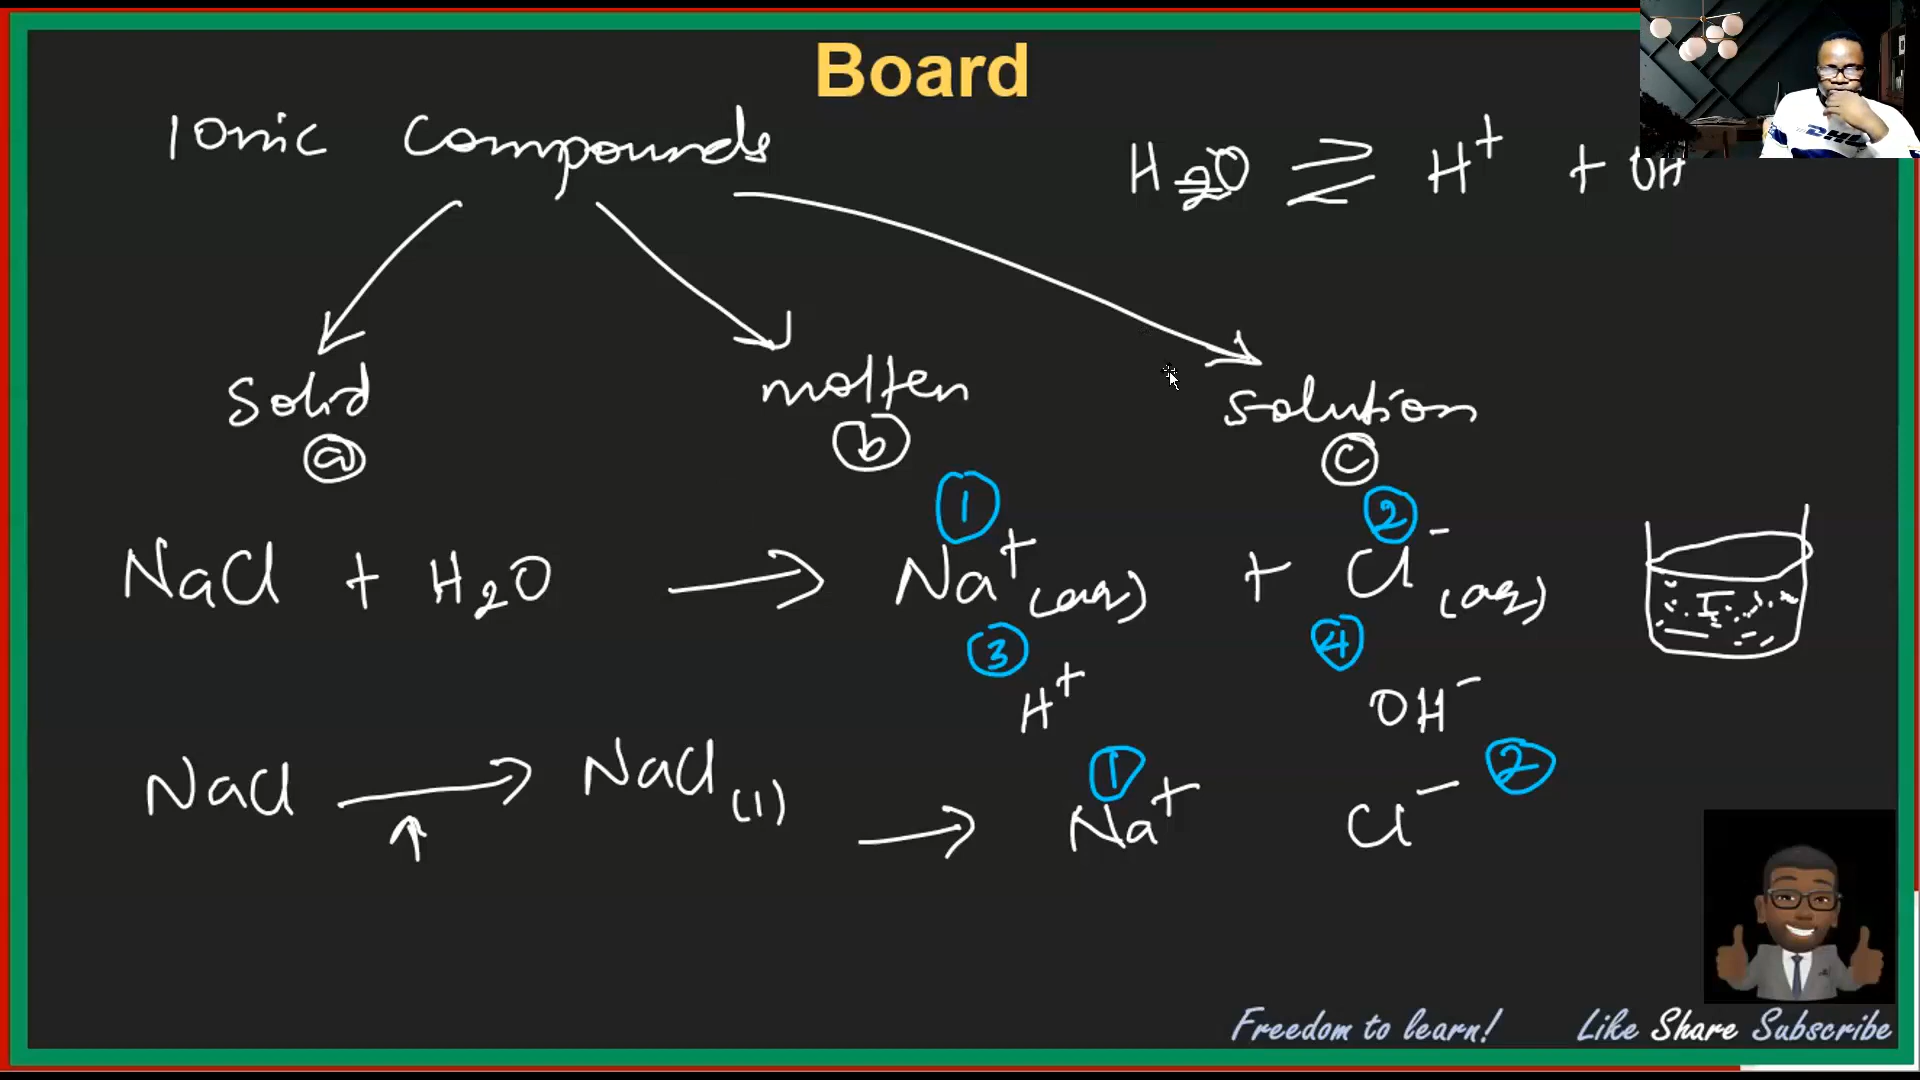 Board
Ionic Compounds
H2O ⇌ H+ + OH
DHL
Solid molten solution
a b c
1 2
NaCl + H2O → Na+(aq) + Cl-(aq)
3 4
H+ OH-
1 2
NaCl → NaCl(l) → Na+ Cl-
Freedom to learn! Like Share Subscribe